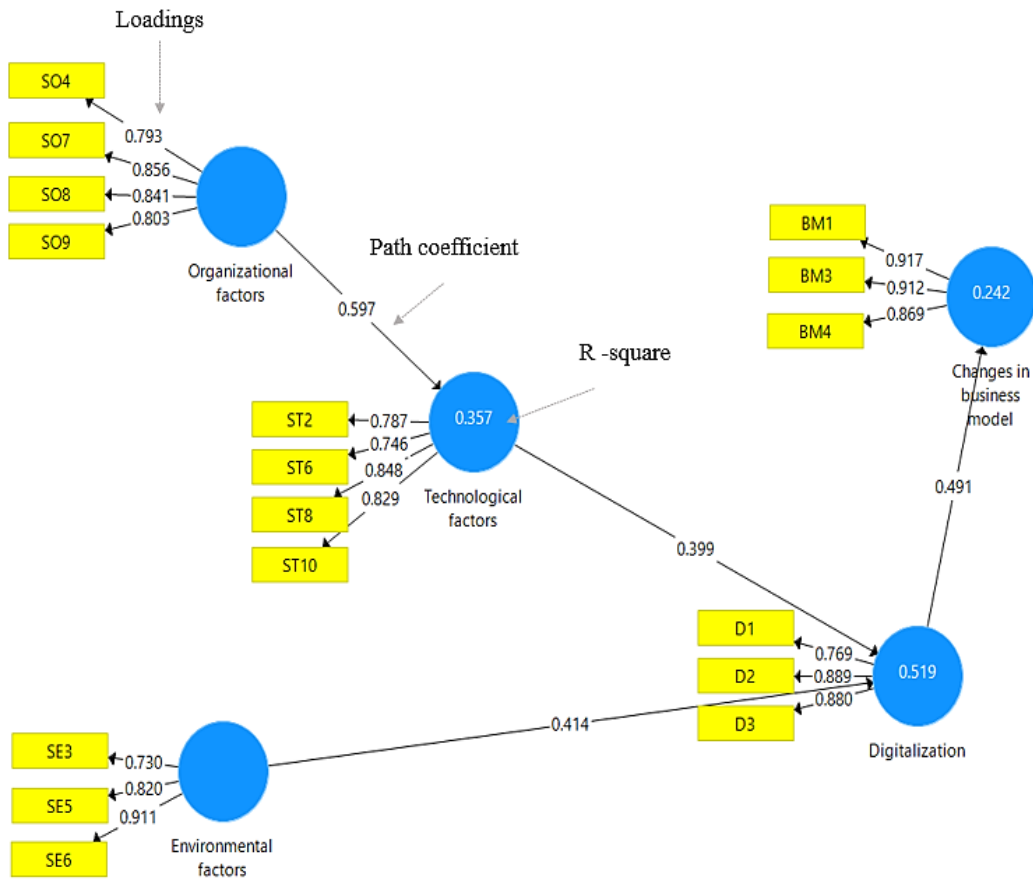 Loadings
SO4
0.793
SO7
0.856
SO8
0.841
SO9
0.803
Organizational
factors
Path coefficient
0.597
BM1
0.917
BM3
0.912
BM4
0.869
0.242
Changes in
business
model
R -square
ST2
0.787
ST6
0.746
ST8
0.848
ST10
0.829
0.357
Technological
factors
0.399
0.491
D1
0.769
D2
0.889
D3
0.880
0.519
Digitalization
0.414
SE3
0.730
SE5
0.820
SE6
0.911
Environmental
factors